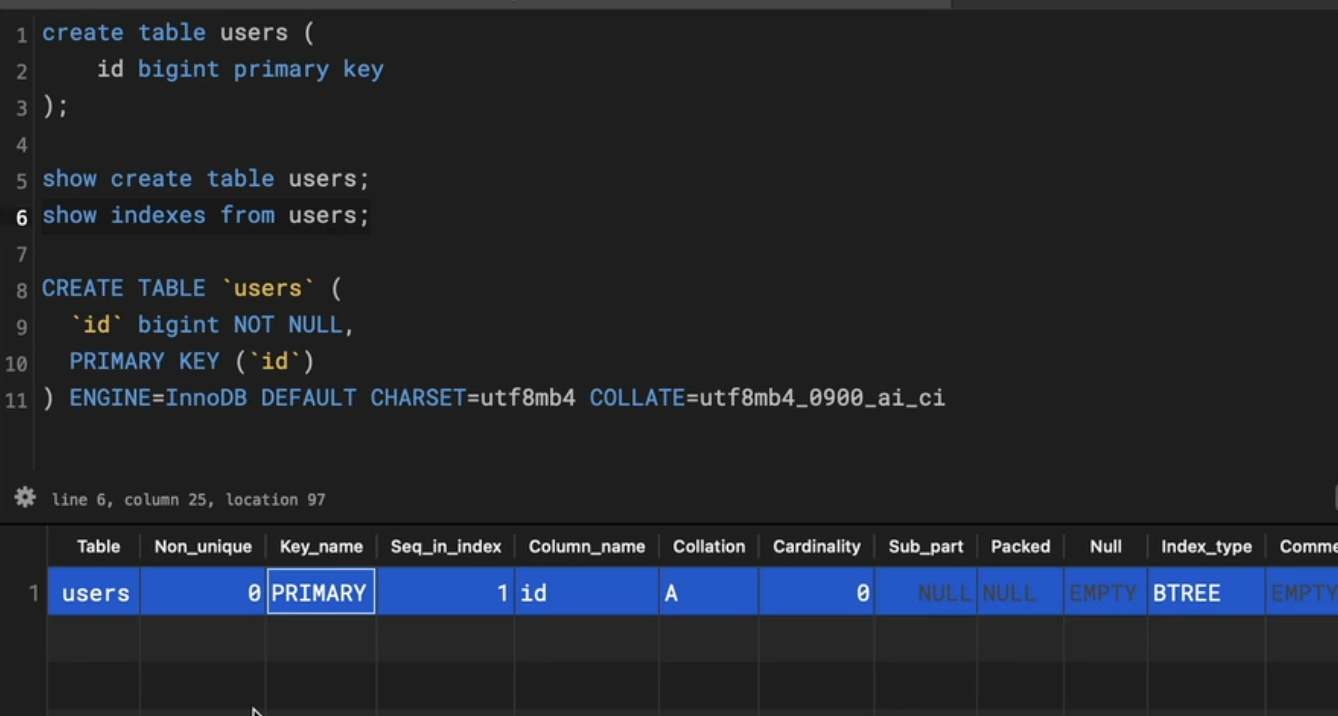 1 create table users (
2 id bigint primary key
3 );
4
5 show create table users;
6 show indexes from users;
7
8 CREATE TABLE `users` (
9 `id` bigint NOT NULL,
10 PRIMARY KEY (`id`)
11 ) ENGINE=InnoDB DEFAULT CHARSET=utf8mb4 COLLATE=utf8mb4_0900_ai_ci
line 6, column 25, location 97
Table Non_unique Key_name Seq_in_index Column_name Collation Cardinality Sub_part Packed Null Index_type Comme
1 users 0 PRIMARY 1 id A 0 NULL NULL EMPTY BTREE EMPTY